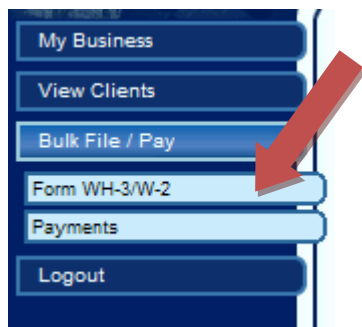 My Business
View Clients
Bulk File / Pay
Form WH-3/W-2
Payments
Logout